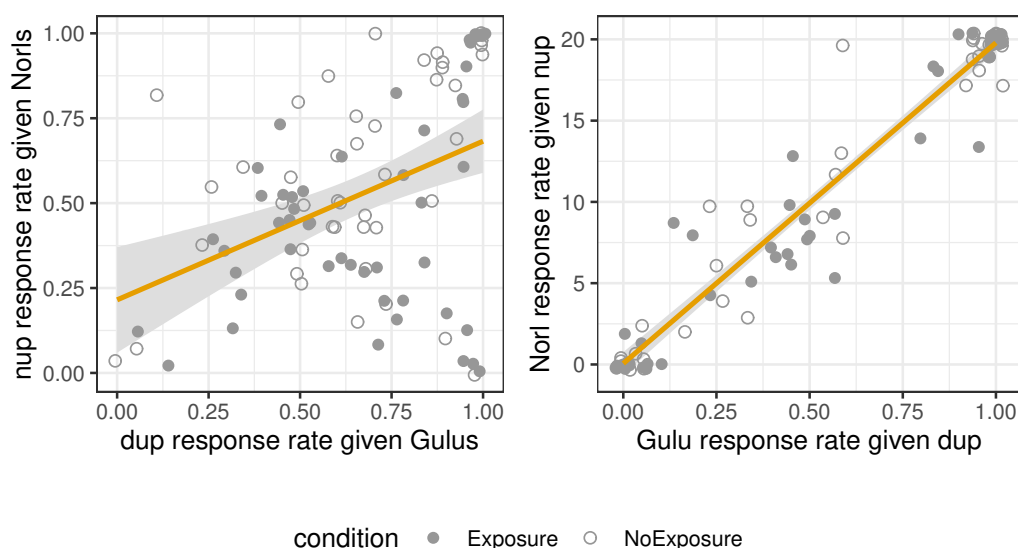 nup response rate given Norls
1.00
0.75
0.50
0.25
0.00
0.00 0.25 0.50 0.75 1.00
dup response rate given Gulus
Norl response rate given nup
20
15
10
5
0
0.00 0.25 0.50 0.75 1.00
Gulu response rate given dup
condition Exposure NoExposure